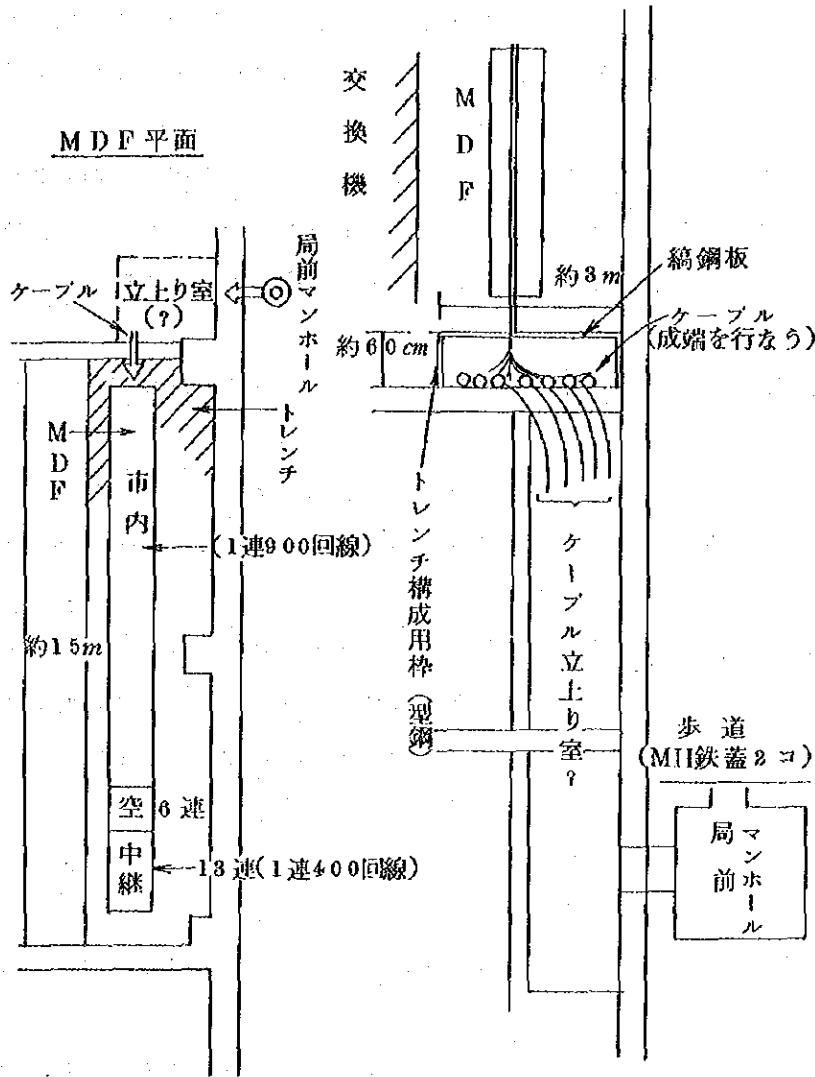 MDF平面
ケーブル
立上り室
(?)
局前マンホール
トレンチ
MDF
市内
(1連900回線)
約15m
空
6連
中継
13連(1連400回線)
交換機
MDF
約3m
縞鋼板
ケーブル
(成端を行なう)
約60cm
トレンチ構成用枠(型鋼)
ケーブル立上り室?
歩道
(MH鉄蓋2コ)
局前
マンホール